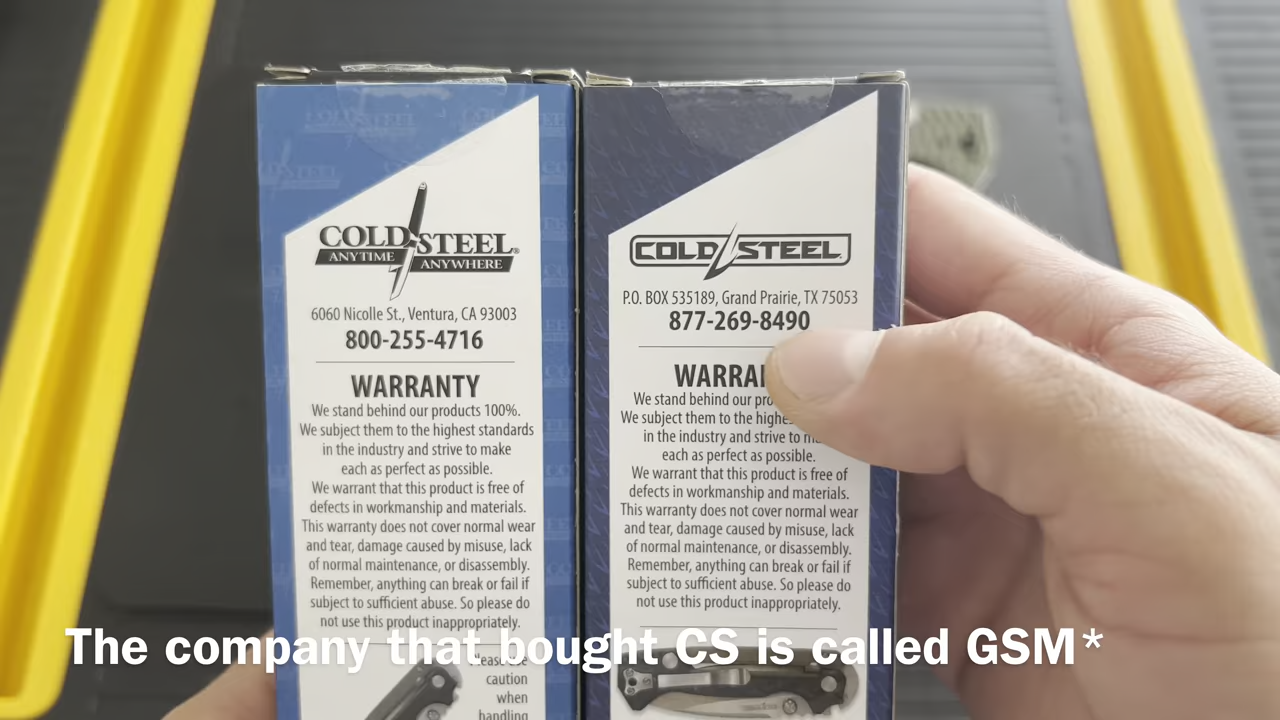 COLD STEEL®
ANYTIME ANYWHERE
6060 Nicolle St., Ventura, CA 93003
800-255-4716
WARRANTY
We stand behind our products 100%.
We subject them to the highest standards
in the industry and strive to make
each as perfect as possible.
We warrant that this product is free of
defects in workmanship and materials.
This warranty does not cover normal wear
and tear, damage caused by misuse, lack
of normal maintenance, or disassembly.
Remember, anything can break or fail if
subject to sufficient abuse. So please do
not use this product inappropriately.
caution
when
handling
COLD STEEL
P.O. BOX 535189, Grand Prairie, TX 75053
877-269-8490
We stand behind our
We subject them to the
in the industry and strive to
each as perfect as possible.
We warrant that this product is free of
defects in workmanship and materials.
This warranty does not cover normal wear
and tear, damage caused by misuse, lack
of normal maintenance, or disassembly.
Remember, anything can break or fail if
subject to sufficient abuse. So please do
not use this product inappropriately.
The company that bought CS is called GSM*